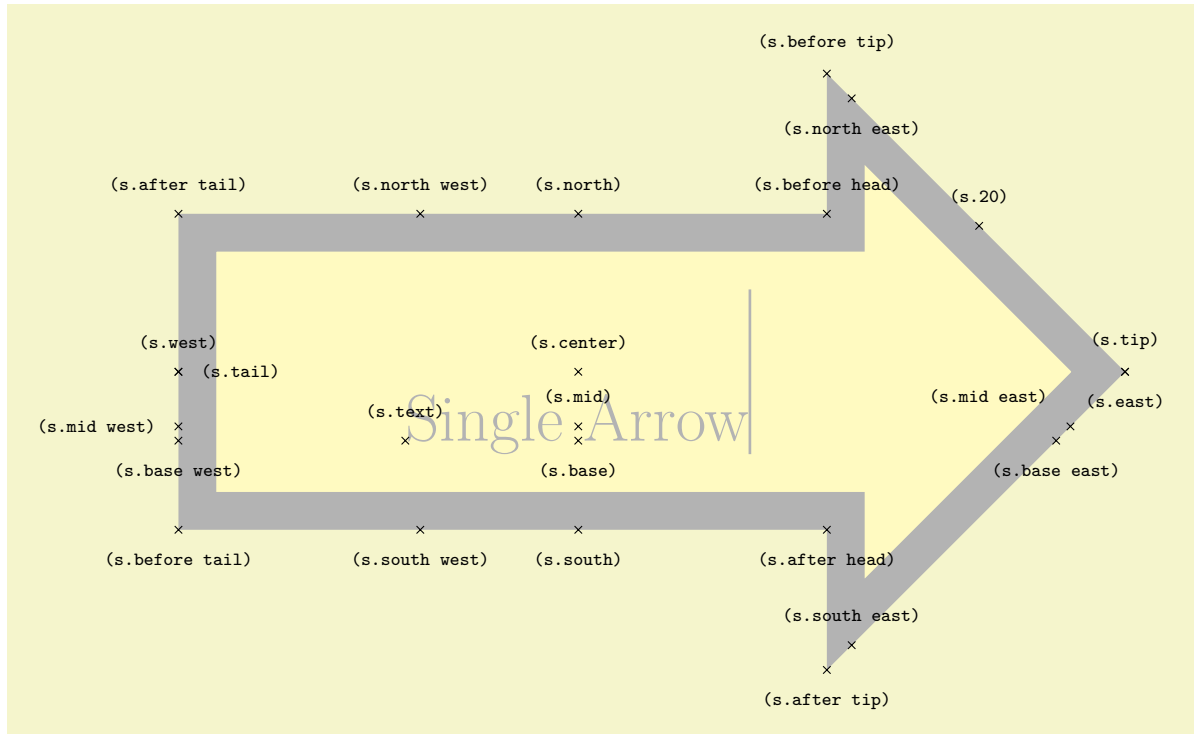 (s.before tip)
(s.north east)
(s.after tail)
(s.north west)
(s.north)
(s.before head)
(s.20)
(s.west)
(s.center)
(s.tip)
(s.tail)
(s.mid)
(s.mid east)
(s.east)
(s.text)
Single Arrow
(s.mid west)
(s.base west)
(s.base)
(s.base east)
(s.before tail)
(s.south west)
(s.south)
(s.after head)
(s.south east)
(s.after tip)